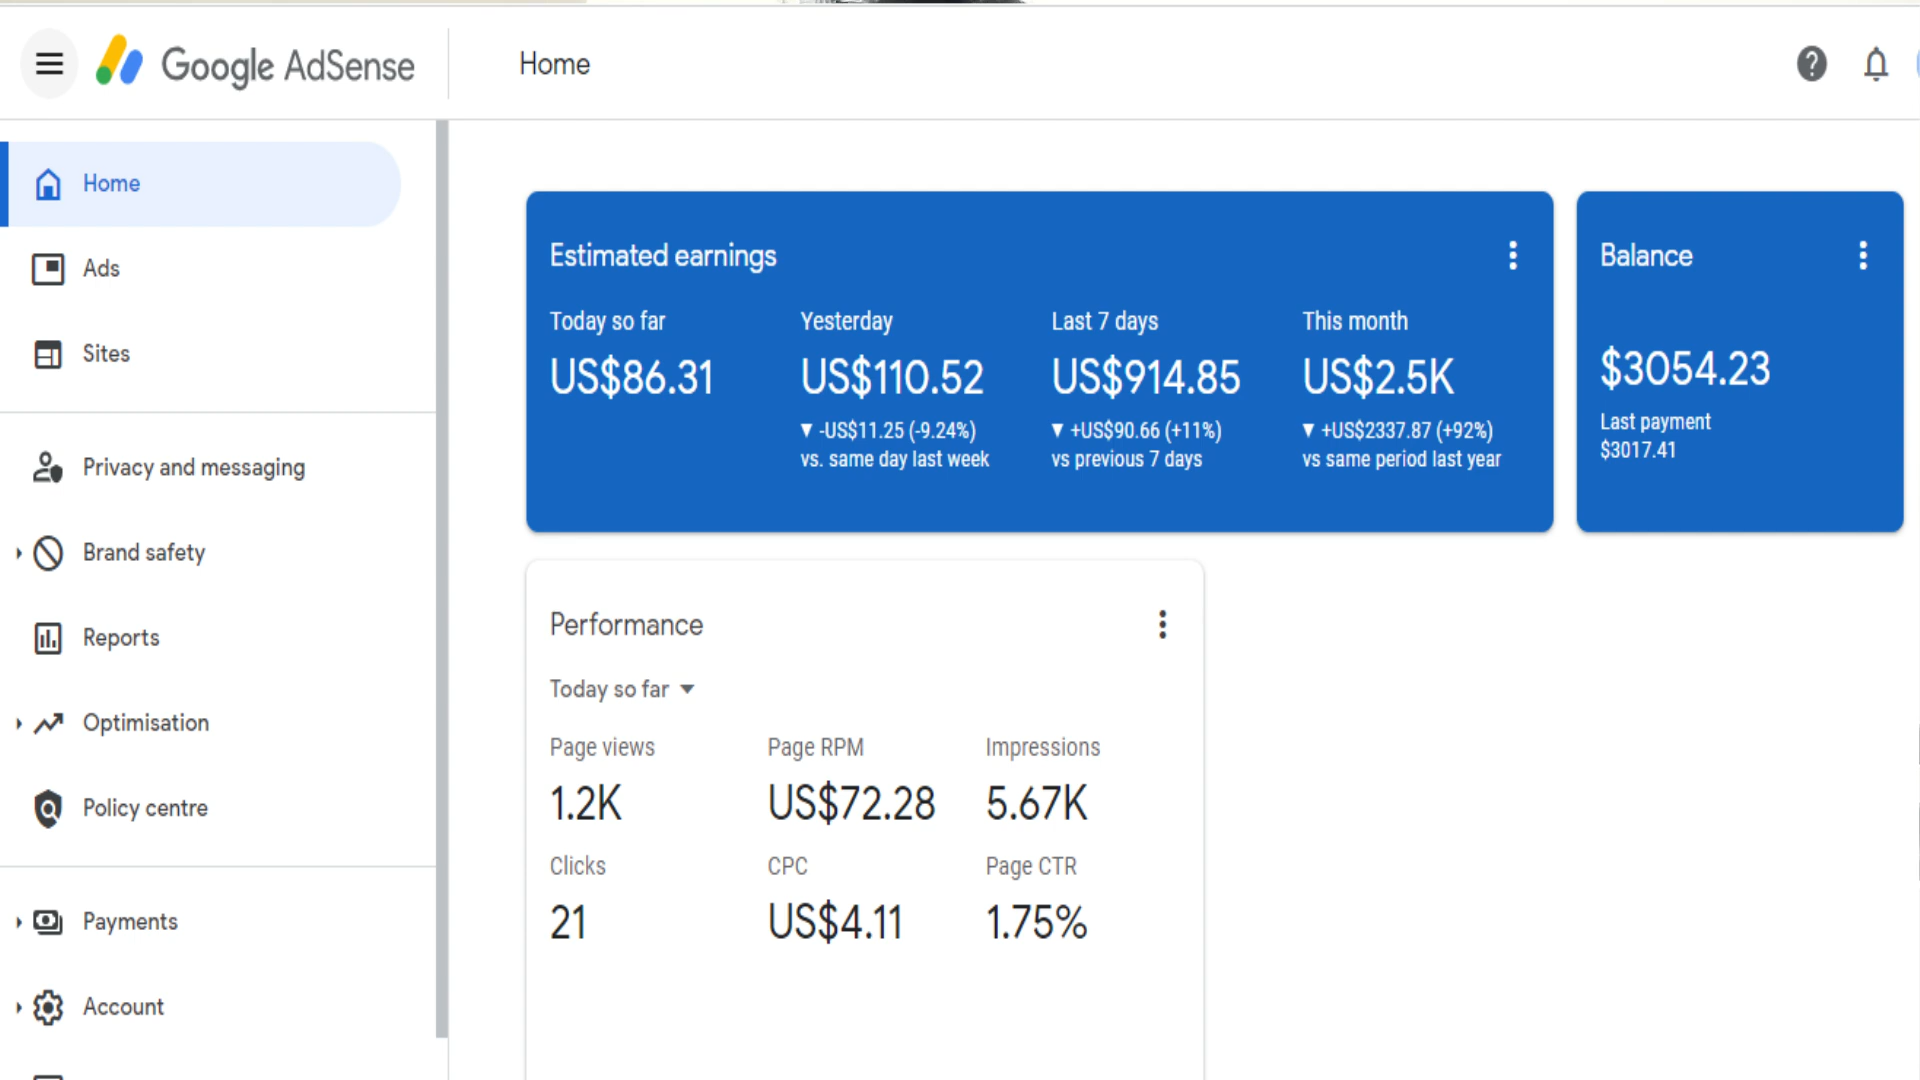 Google AdSense
Home
Home
Ads
Sites
Privacy and messaging
Brand safety
Reports
Optimisation
Policy centre
Payments
Account
Estimated earnings
Today so far
US$86.31
Yesterday
US$110.52
▼ -US$11.25 (-9.24%)
vs. same day last week
Last 7 days
US$914.85
▼ +US$90.66 (+11%)
vs previous 7 days
This month
US$2.5K
▼ +US$2337.87 (+92%)
vs same period last year
Balance
$3054.23
Last payment
$3017.41
Performance
Today so far
Page views
1.2K
Page RPM
US$72.28
Impressions
5.67K
Clicks
21
CPC
US$4.11
Page CTR
1.75%